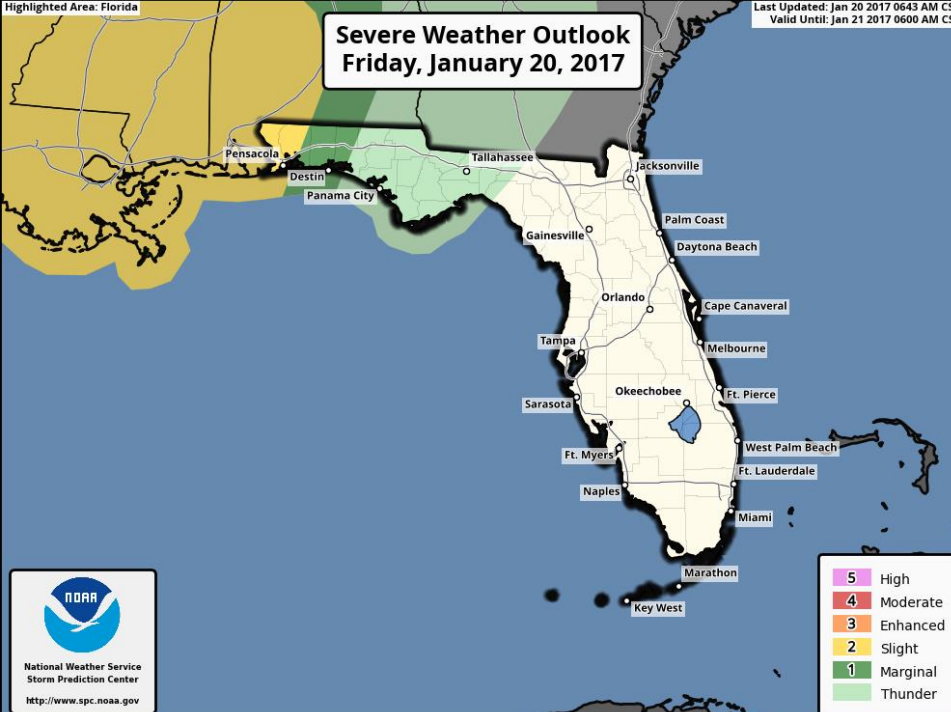 Highlighted Area: Florida
Last Updated: Jan 20 2017 0643 AM CS
Valid Until: Jan 21 2017 0600 AM CS
Severe Weather Outlook
Friday, January 20, 2017
Pensacola
Destin
Panama City
Tallahassee
Jacksonville
Palm Coast
Gainesville
Daytona Beach
Orlando
Cape Canaveral
Tampa
Melbourne
Okeechobee
Ft. Pierce
Sarasota
West Palm Beach
Ft. Myers
Ft. Lauderdale
Naples
Miami
Marathon
Key West
NOAA
National Weather Service
Storm Prediction Center
http://www.spc.noaa.gov
5 High
4 Moderate
3 Enhanced
2 Slight
1 Marginal
Thunder